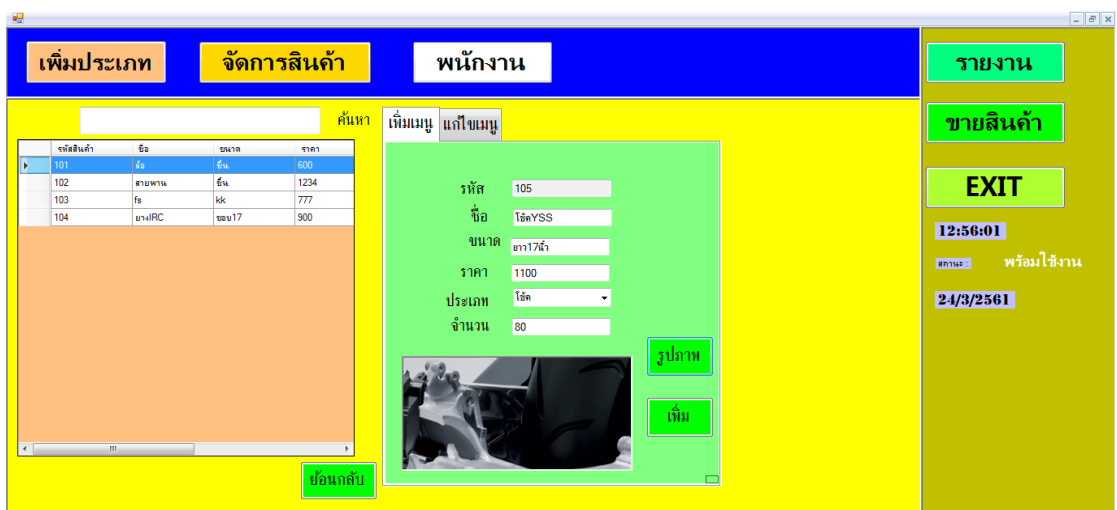 เพิ่มประเภท จัดการสินค้า พนักงาน
รายงาน
ขายสินค้า
EXIT
12:56:01
สถานะ : พร้อมใช้งาน
24/3/2561
ค้นหา
รหัสสินค้า ชื่อ ขนาด ราคา
101 ล้อ ชิ้น 600
102 สายพาน ชิ้น 1234
103 fs kk 777
104 ยางIRC ขอบ17 900
ย้อนกลับ
เพิ่มเมนู แก้ไขเมนู
รหัส 105
ชื่อ โช้คYSS
ขนาด ยาว17นิ้ว
ราคา 1100
ประเภท โช้ค
จำนวน 80
รูปภาพ
เพิ่ม